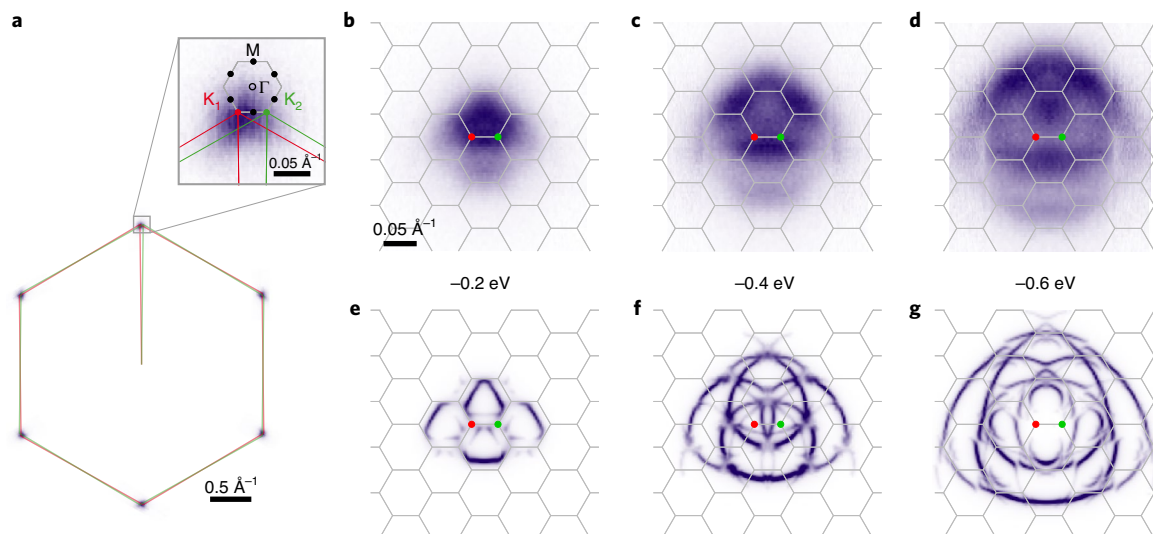 a
M
Γ
K₁
K₂
0.05 Å⁻¹
0.5 Å⁻¹
b
c
d
0.05 Å⁻¹
–0.2 eV
–0.4 eV
–0.6 eV
e
f
g